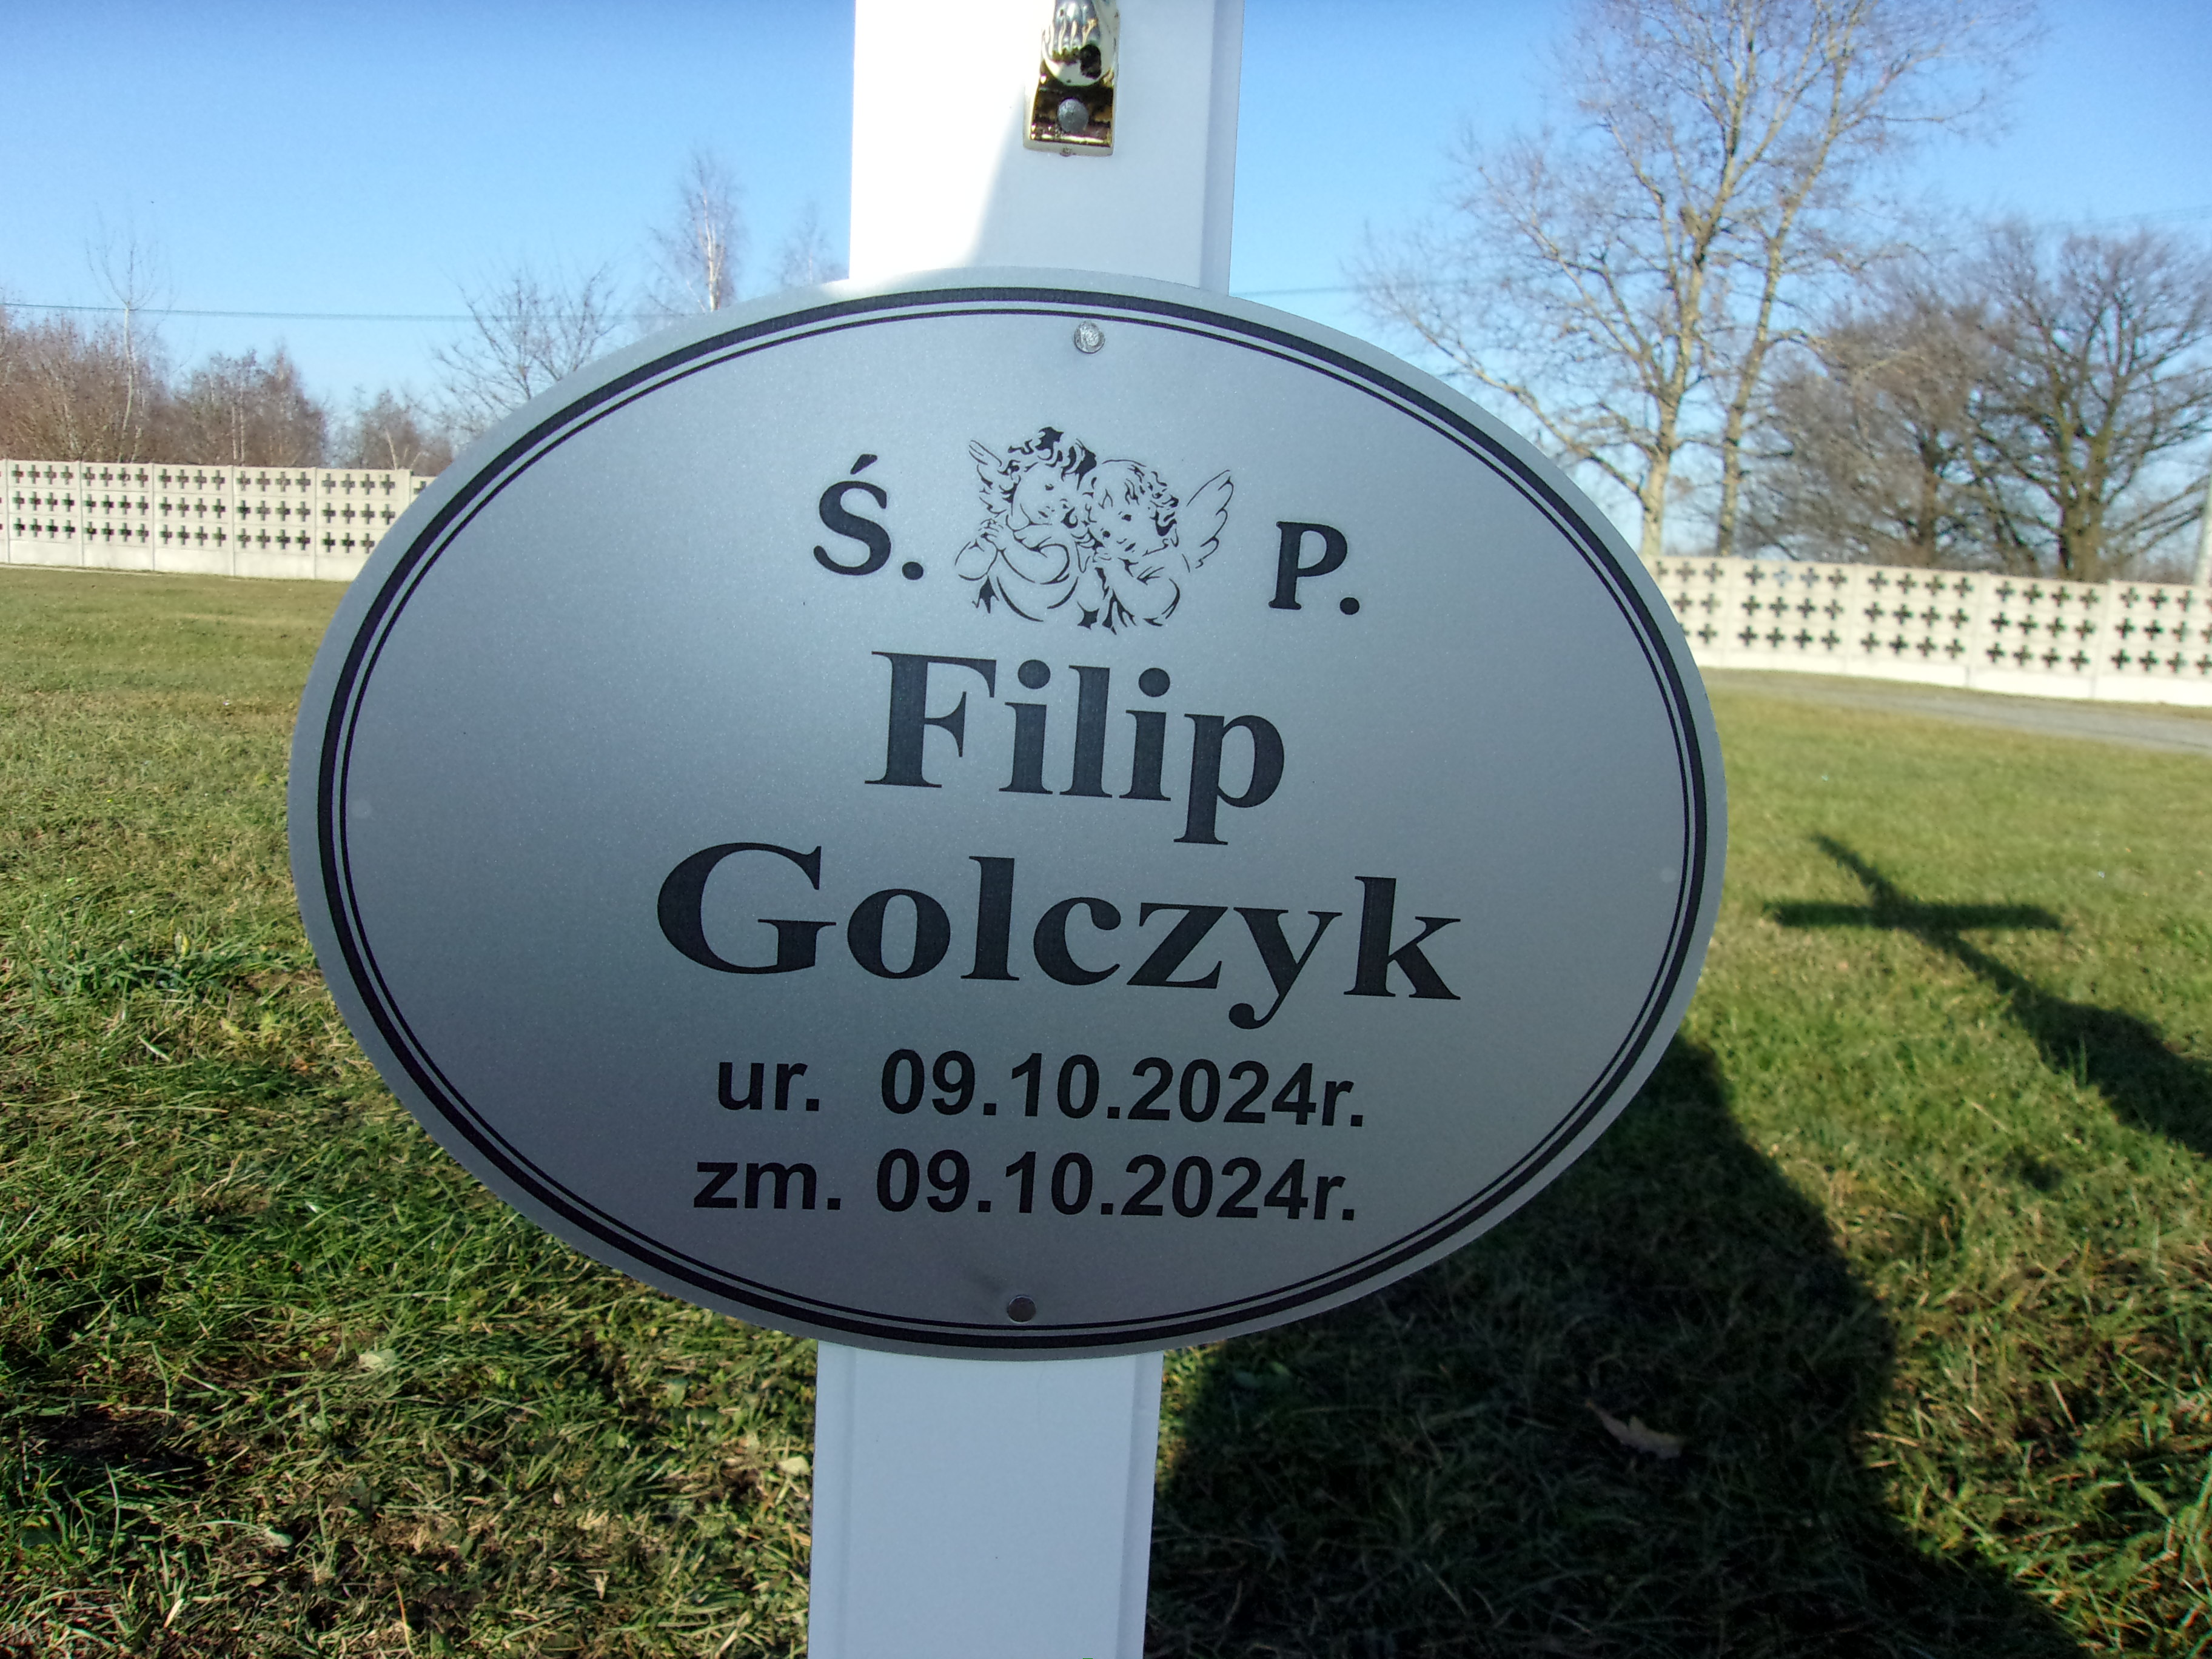 Ś. P.
Filip
Golczyk
ur. 09.10.2024r.
zm. 09.10.2024r.